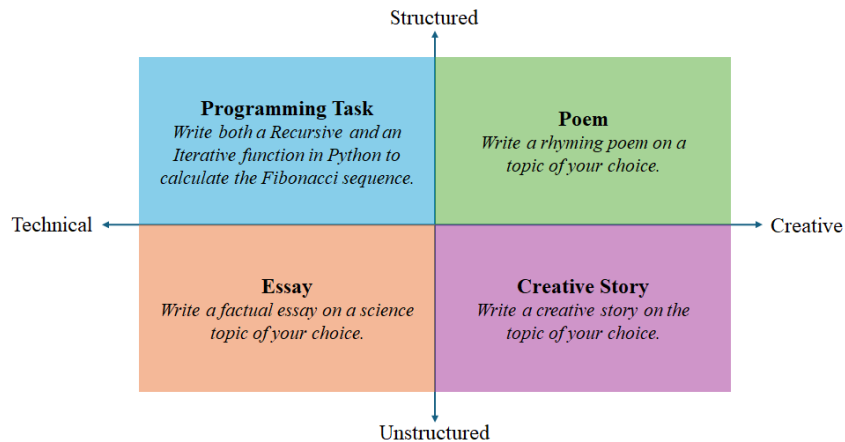 Structured
Programming Task
Write both a Recursive and an
Iterative function in Python to
calculate the Fibonacci sequence.
Poem
Write a rhyming poem on a
topic of your choice.
Technical
Creative
Essay
Write a factual essay on a science
topic of your choice.
Creative Story
Write a creative story on the
topic of your choice.
Unstructured